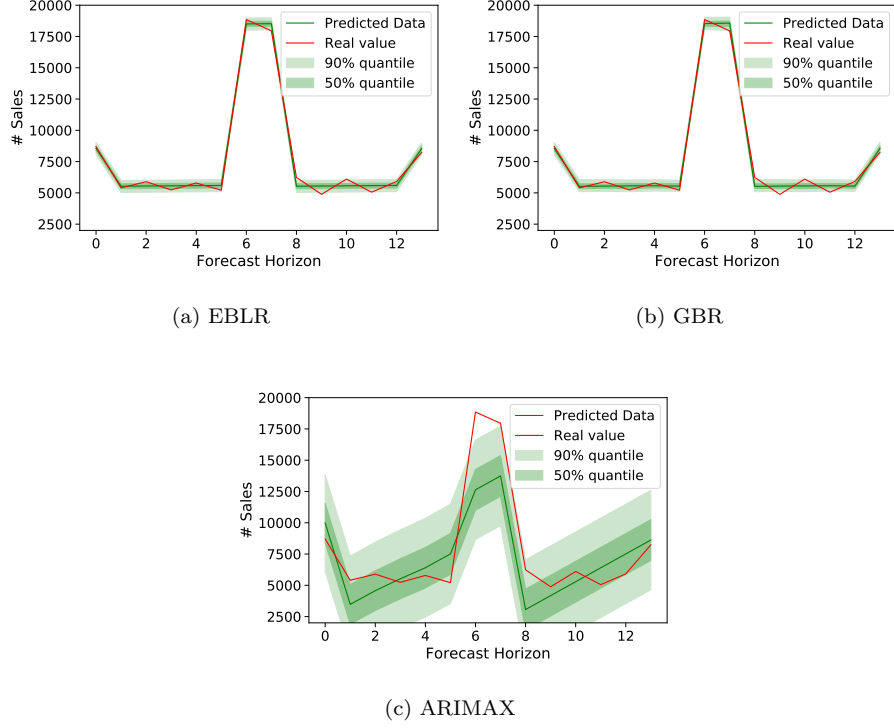 20000
17500
15000
12500
10000
7500
5000
2500
# Sales
0 2 4 6 8 10 12
Forecast Horizon
Predicted Data
Real value
90% quantile
50% quantile
(a) EBLR
20000
17500
15000
12500
10000
7500
5000
2500
# Sales
0 2 4 6 8 10 12
Forecast Horizon
Predicted Data
Real value
90% quantile
50% quantile
(b) GBR
20000
17500
15000
12500
10000
7500
5000
2500
# Sales
0 2 4 6 8 10 12
Forecast Horizon
Predicted Data
Real value
90% quantile
50% quantile
(c) ARIMAX